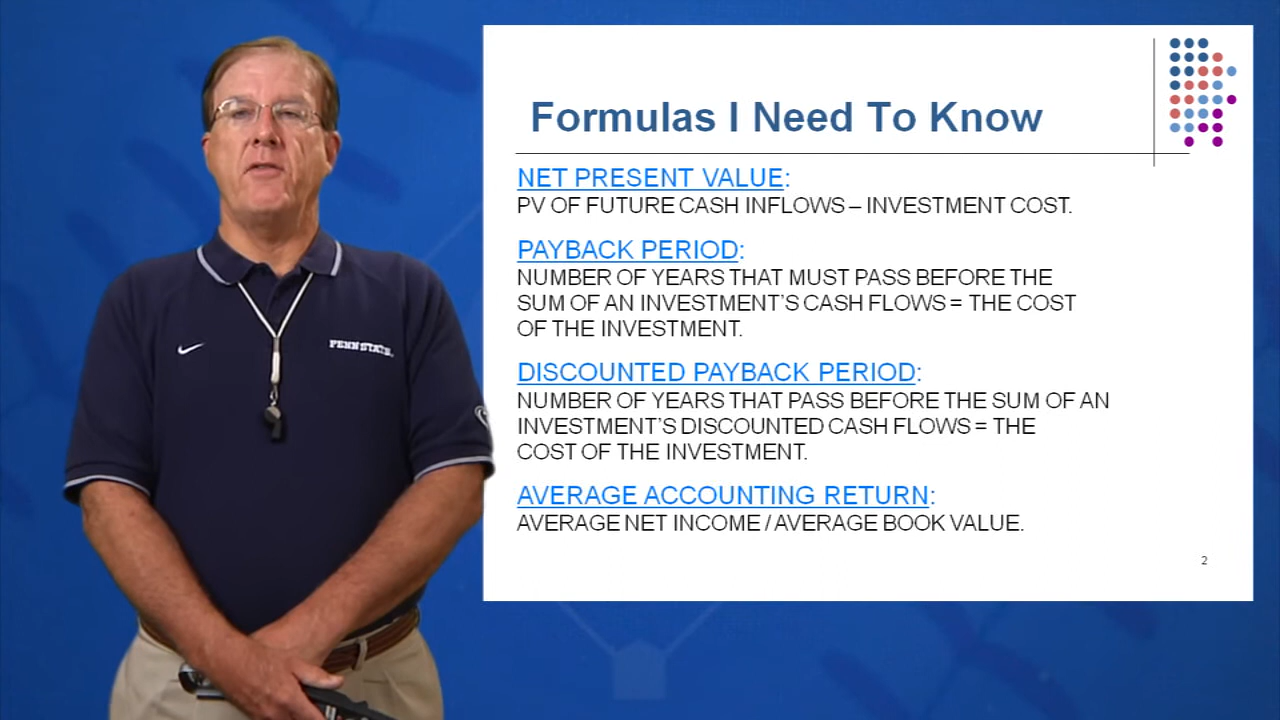 PENN STATE
Formulas I Need To Know
NET PRESENT VALUE:
PV OF FUTURE CASH INFLOWS – INVESTMENT COST.
PAYBACK PERIOD:
NUMBER OF YEARS THAT MUST PASS BEFORE THE
SUM OF AN INVESTMENT'S CASH FLOWS = THE COST
OF THE INVESTMENT.
DISCOUNTED PAYBACK PERIOD:
NUMBER OF YEARS THAT PASS BEFORE THE SUM OF AN
INVESTMENT'S DISCOUNTED CASH FLOWS = THE
COST OF THE INVESTMENT.
AVERAGE ACCOUNTING RETURN:
AVERAGE NET INCOME / AVERAGE BOOK VALUE.
2